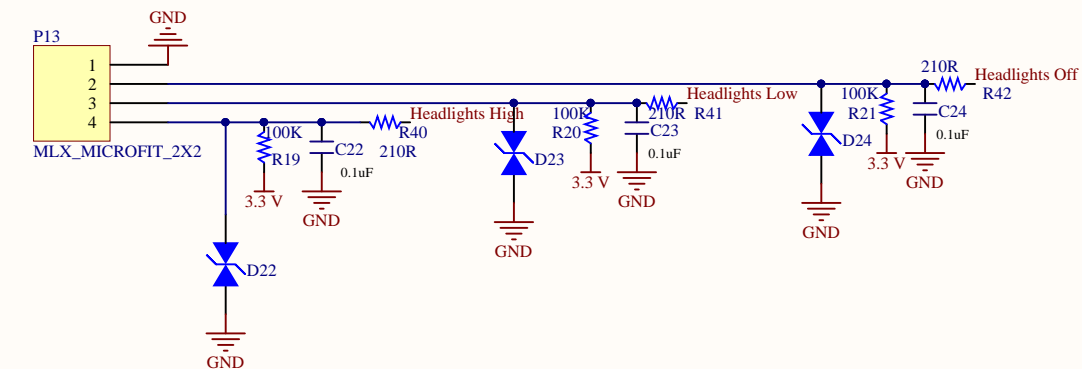 GND
P13
1
2
3
4
MLX_MICROFIT_2X2
Headlights High
100K
R19
C22
0.1uF
R40
210R
3.3 V
GND
D22
GND
Headlights Low
210R
R41
100K
R20
C23
0.1uF
D23
3.3 V
GND
GND
Headlights Off
210R
R42
100K
R21
C24
0.1uF
D24
3.3 V
GND
GND